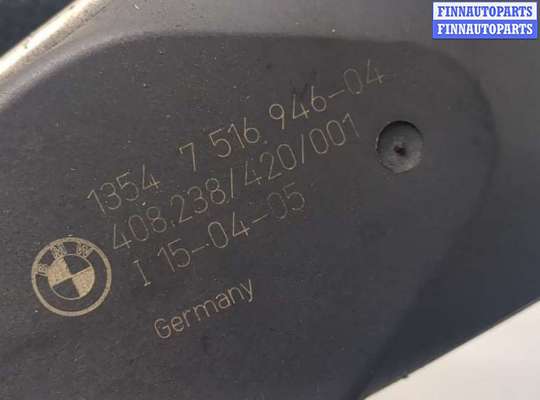 FINNAUTOPARTS
FINNAUTOPARTS
1354 7 516 946-04
408.238/420/001
I 15-04-05
BMW
Germany